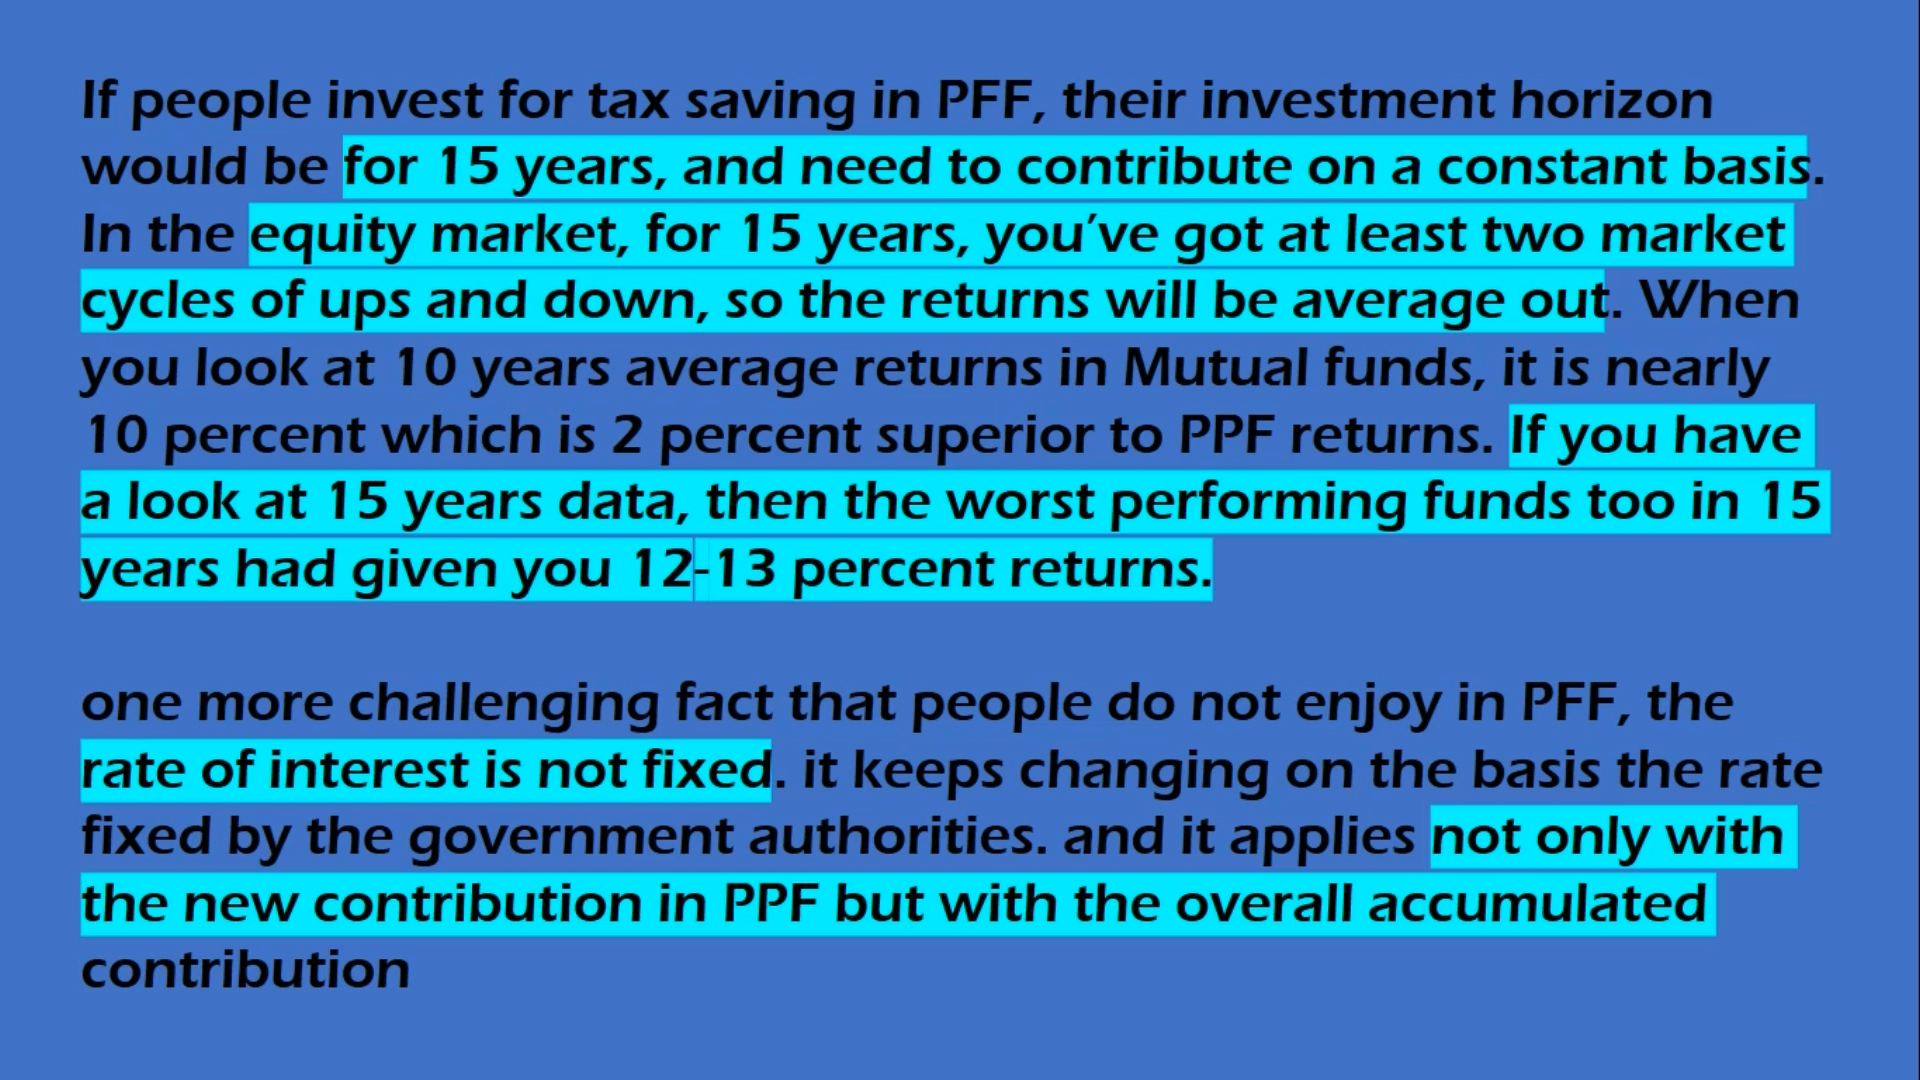 If people invest for tax saving in PFF, their investment horizon
would be for 15 years, and need to contribute on a constant basis.
In the equity market, for 15 years, you’ve got at least two market
cycles of ups and down, so the returns will be average out. When
you look at 10 years average returns in Mutual funds, it is nearly
10 percent which is 2 percent superior to PPF returns. If you have
a look at 15 years data, then the worst performing funds too in 15
years had given you 12-13 percent returns.
one more challenging fact that people do not enjoy in PFF, the
rate of interest is not fixed. it keeps changing on the basis the rate
fixed by the government authorities. and it applies not only with
the new contribution in PPF but with the overall accumulated
contribution